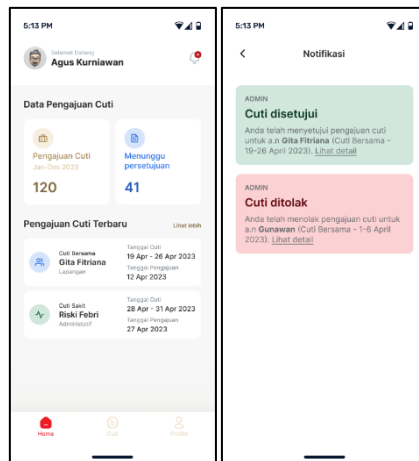 5:13 PM
Selamat Datang
Agus Kurniawan
Data Pengajuan Cuti
Pengajuan Cuti
Jan-Des 2023
120
Menunggu
persetujuan
41
Pengajuan Cuti Terbaru
Lihat lebih
Cuti Bersama
Gita Fitriana
Lapangan
Tanggal Cuti
19 Apr - 26 Apr 2023
Tanggal Pengajuan
12 Apr 2023
Cuti Sakit
Riski Febri
Administatif
Tanggal Cuti
28 Apr - 31 Apr 2023
Tanggal Pengajuan
27 Apr 2023
Home
Cuti
Profile
5:13 PM
Notifikasi
ADMIN
Cuti disetujui
Anda telah menyetujui pengajuan cuti
untuk a.n Gita Fitriana (Cuti Bersama -
19-26 April 2023). Lihat detail
ADMIN
Cuti ditolak
Anda telah menolak pengajuan cuti untuk
a.n Gunawan (Cuti Bersama - 1-6 April
2023). Lihat detail